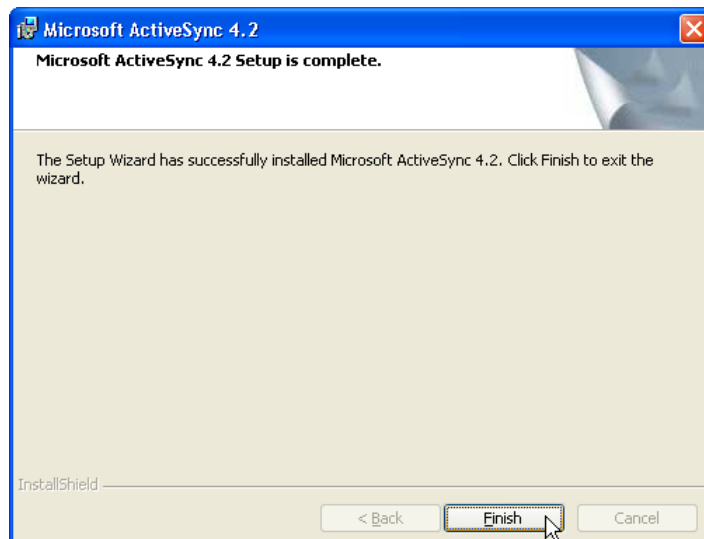 Microsoft ActiveSync 4.2
Microsoft ActiveSync 4.2 Setup is complete.
The Setup Wizard has successfully installed Microsoft ActiveSync 4.2. Click Finish to exit the
wizard.
InstallShield
< Back Finish Cancel